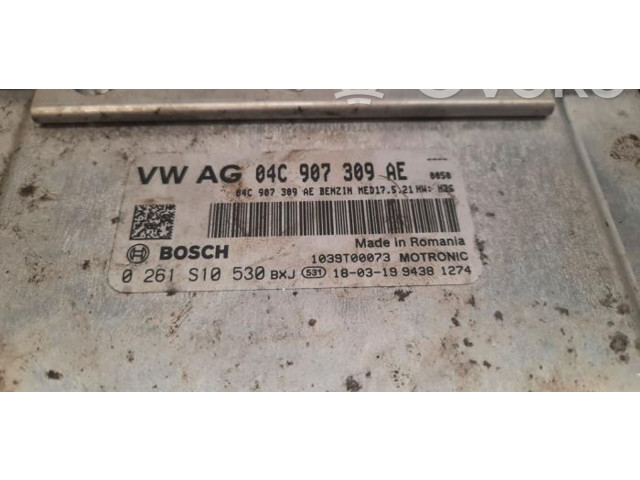 VW AG 04C 907 309 AE
0050
04C 907 309 AE BENZIN MED17.5.21 HW: H26
BOSCH
Made in Romania
1039T00073 MOTRONIC
0 261 S10 530 BXJ 531 18-03-19 9438 1274